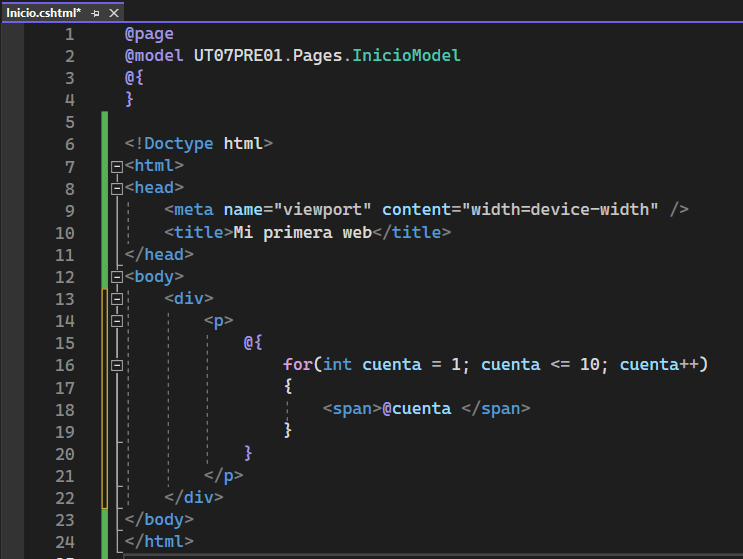 Inicio.cshtml*
1 @page
2 @model UT07PRE01.Pages.InicioModel
3 @{
4 }
5
6 <!Doctype html>
7 <html>
8 <head>
9     <meta name="viewport" content="width=device-width" />
10     <title>Mi primera web</title>
11 </head>
12 <body>
13     <div>
14         <p>
15             @{
16                 for(int cuenta = 1; cuenta <= 10; cuenta++)
17                 {
18                     <span>@cuenta </span>
19                 }
20             }
21         </p>
22     </div>
23 </body>
24 </html>